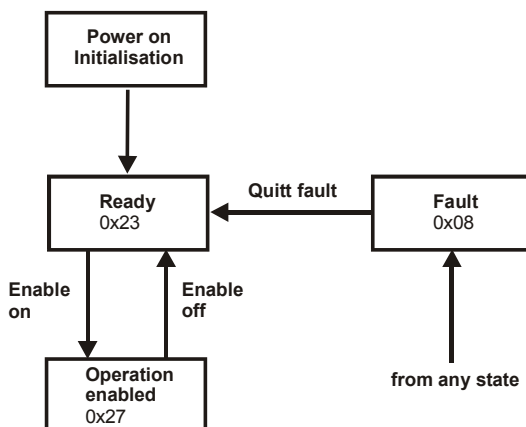 Power on
Initialisation
Ready
0x23
Quitt fault
Fault
0x08
Enable
on
Enable
off
Operation
enabled
0x27
from any state